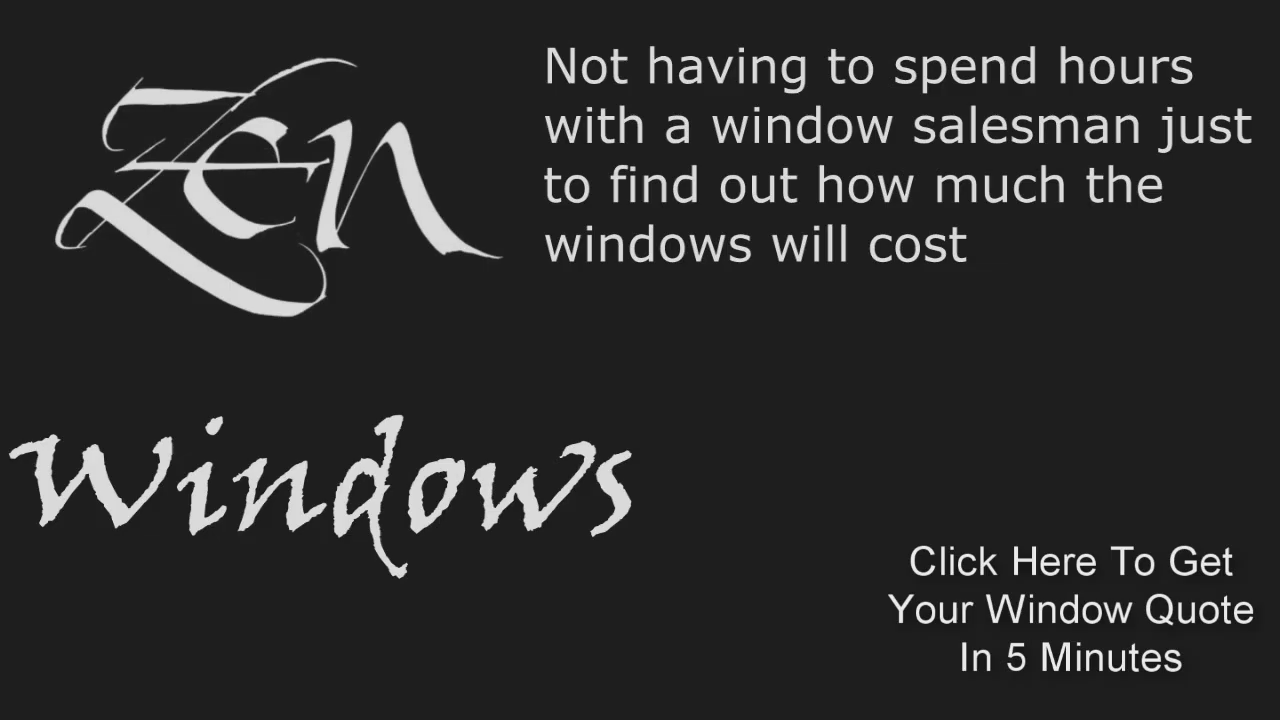 Zen
Not having to spend hours
with a window salesman just
to find out how much the
windows will cost
Windows
Click Here To Get
Your Window Quote
In 5 Minutes